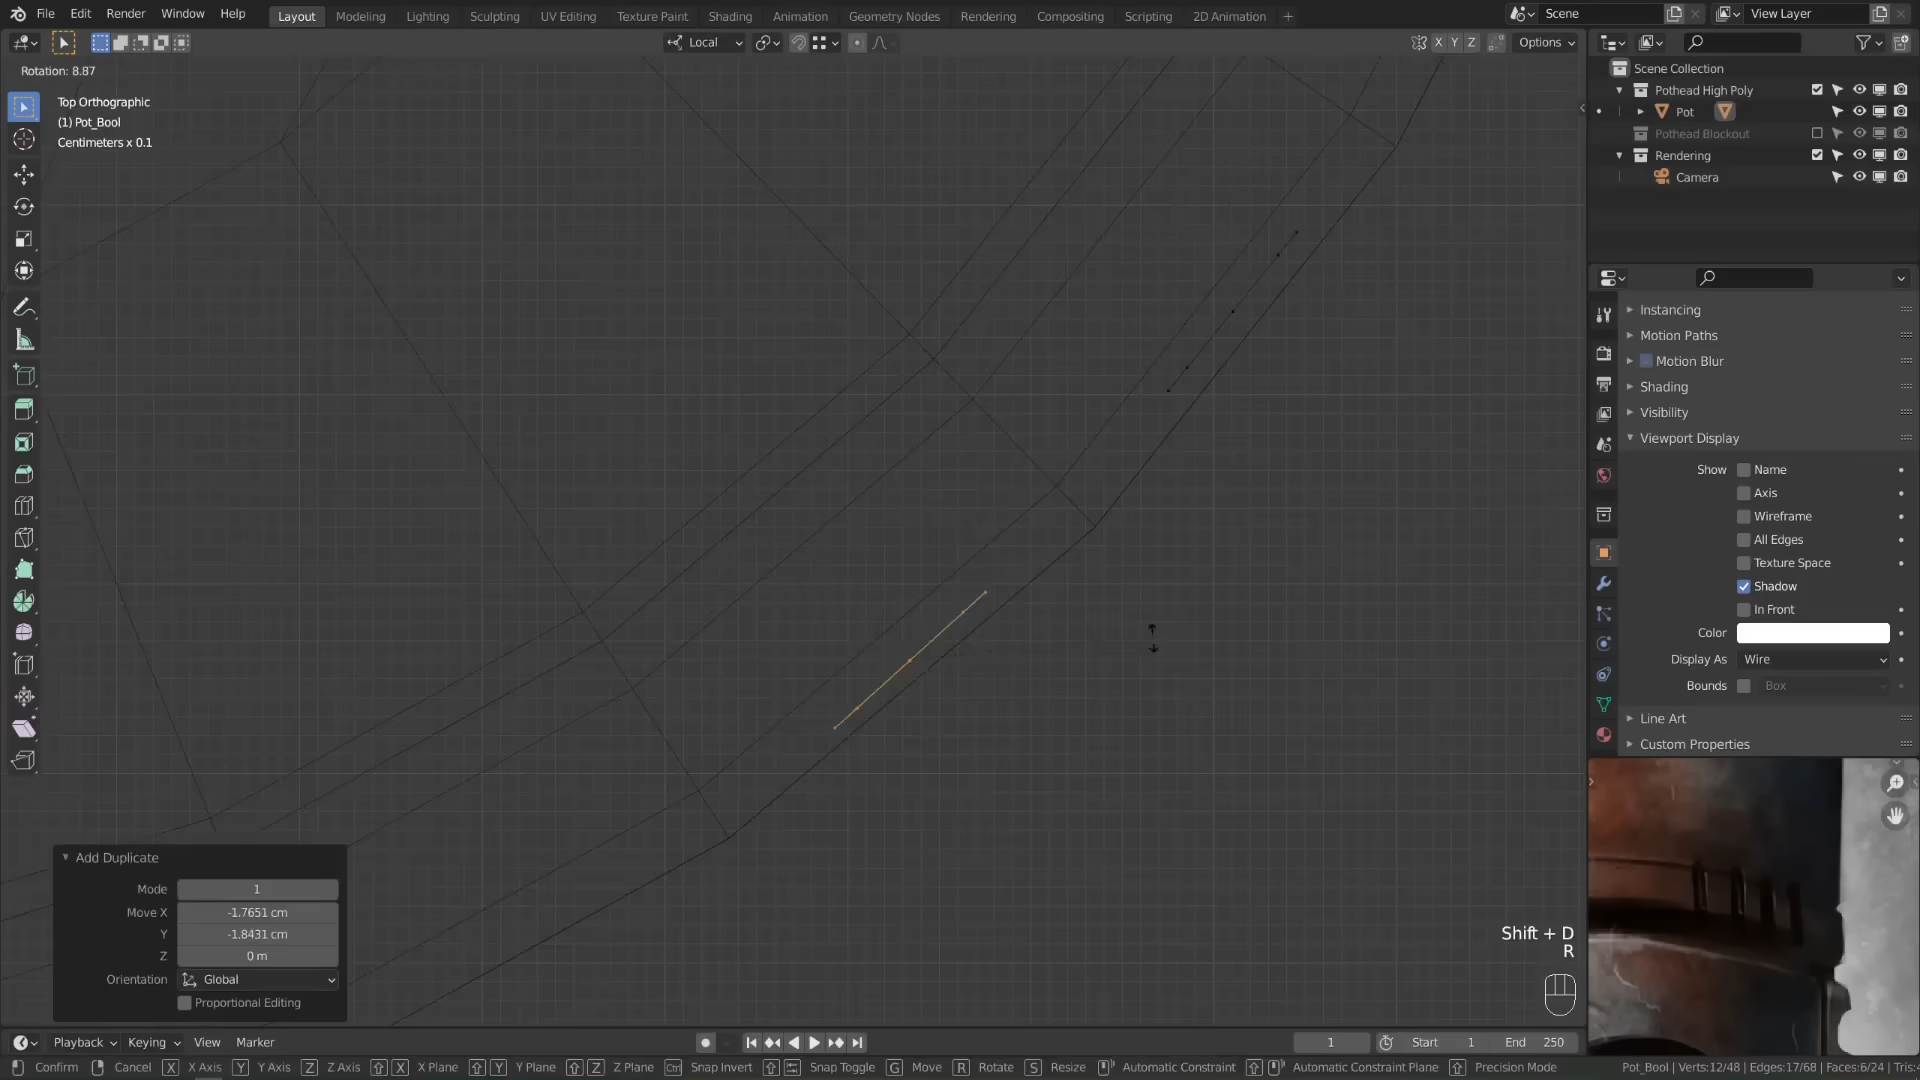 File Edit Render Window Help Layout Modeling Lighting Sculpting UV Editing Texture Paint Shading Animation Geometry Nodes Rendering Compositing Scripting 2D Animation + Scene View Layer
Local X Y Z Options
Rotation: 8.87
Top Orthographic
(1) Pot_Bool
Centimeters x 0.1
Scene Collection
Pothead High Poly
Pot
Pothead Blockout
Rendering
Camera
Instancing
Motion Paths
Motion Blur
Shading
Visibility
Viewport Display
Show Name
Axis
Wireframe
All Edges
Texture Space
Shadow
In Front
Color
Display As Wire
Bounds Box
Line Art
Custom Properties
Add Duplicate
Mode 1
Move X -1.7651 cm
Y -1.8431 cm
Z 0 m
Orientation Global
Proportional Editing
Shift + D
R
Playback Keying View Marker 1 Start 1 End 250
Confirm Cancel X X Axis Y Y Axis Z Z Axis X X Plane Y Y Plane Z Z Plane Ctrl Snap Invert Snap Toggle G Move R Rotate S Resize Automatic Constraint Automatic Constraint Plane Precision Mode Pot_Bool | Verts:12/48 | Edges:17/68 | Faces:6/24 | Tris:4